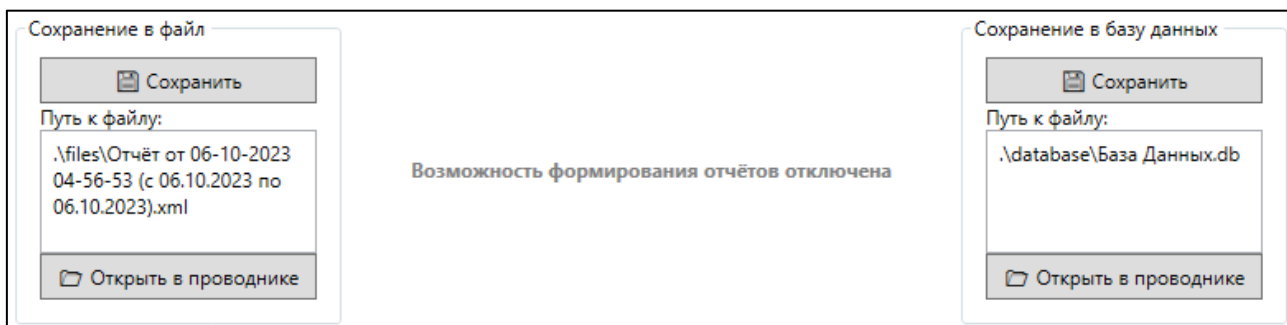 Сохранение в файл
Сохранить
Путь к файлу:
.\files\Отчёт от 06-10-2023
04-56-53 (с 06.10.2023 по
06.10.2023).xml
Открыть в проводнике
Возможность формирования отчётов отключена
Сохранение в базу данных
Сохранить
Путь к файлу:
.\database\База Данных.db
Открыть в проводнике